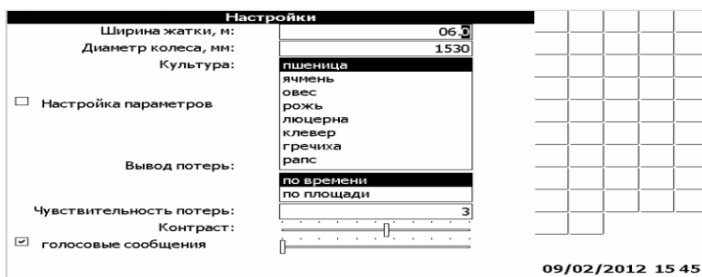 Настройки
Ширина жатки, м: 06.0
Диаметр колеса, мм: 1530
Культура: пшеница
ячмень
овес
Настройка параметров рожь
люцерна
клевер
гречиха
Вывод потерь: рапс
по времени
по площади
Чувствительность потерь: 3
Контраст:
голосовые сообщения
09/02/2012 15 45